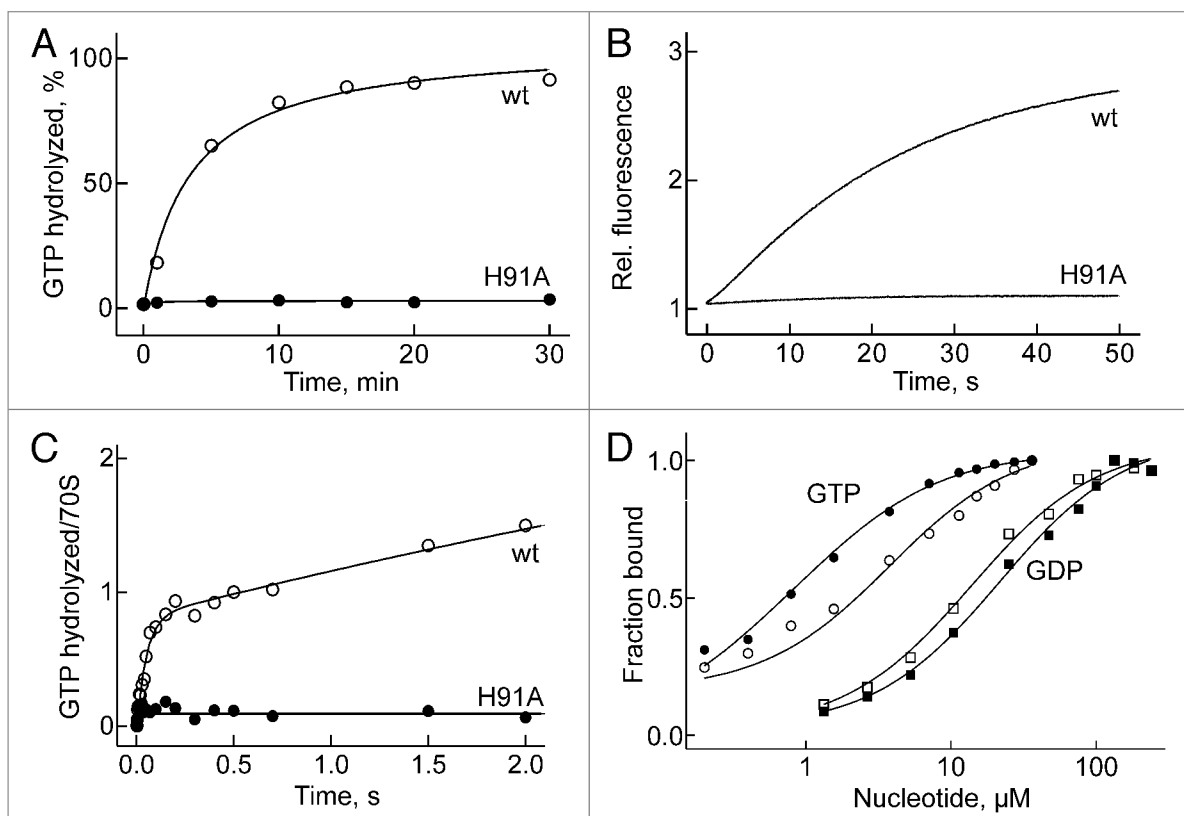 A
GTP hydrolyzed, %
100
50
0
wt
H91A
0
10
20
30
Time, min
B
Rel. fluorescence
3
2
1
wt
H91A
0
10
20
30
40
50
Time, s
C
GTP hydrolyzed/70S
2
1
0
wt
H91A
0.0
0.5
1.0
1.5
2.0
Time, s
D
Fraction bound
1.0
0.5
0.0
GTP
GDP
1
10
100
Nucleotide, µM